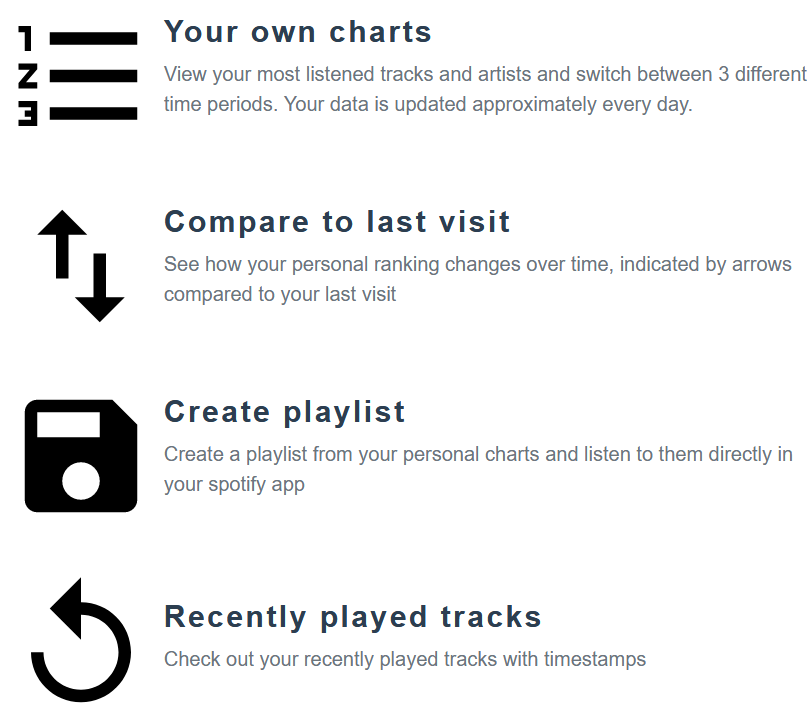 1
2
3
Your own charts
View your most listened tracks and artists and switch between 3 different
time periods. Your data is updated approximately every day.
Compare to last visit
See how your personal ranking changes over time, indicated by arrows
compared to your last visit
Create playlist
Create a playlist from your personal charts and listen to them directly in
your spotify app
Recently played tracks
Check out your recently played tracks with timestamps